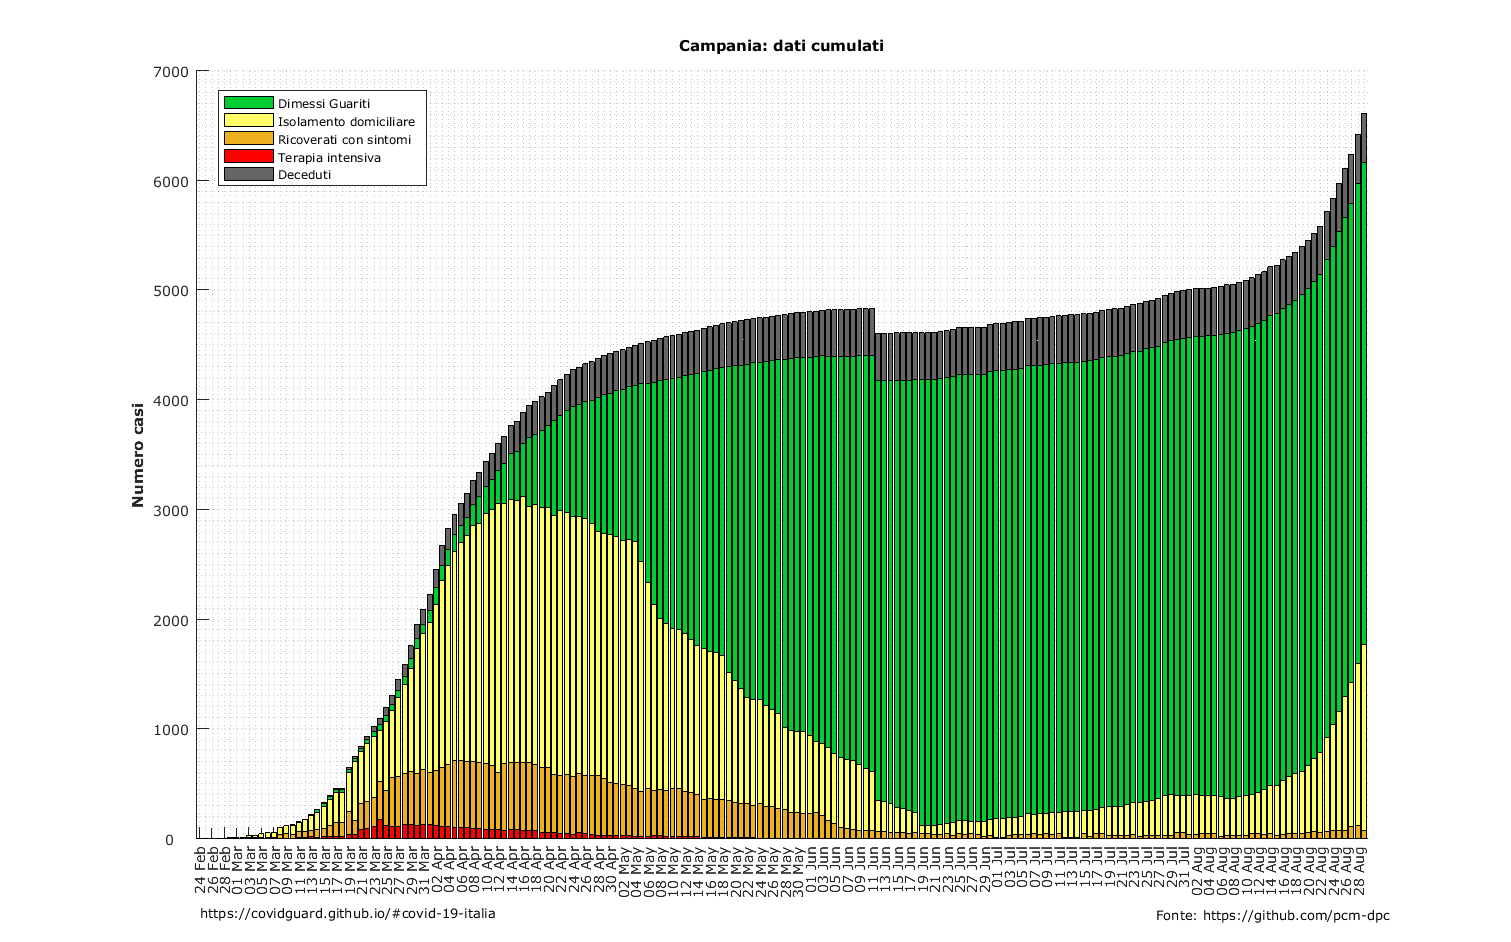 Campania: dati cumulati
7000
6000
5000
4000
3000
2000
1000
0
Numero casi
Dimessi Guariti
Isolamento domiciliare
Ricoverati con sintomi
Terapia intensiva
Deceduti
24 Feb
26 Feb
28 Feb
01 Mar
03 Mar
05 Mar
07 Mar
09 Mar
11 Mar
13 Mar
15 Mar
17 Mar
19 Mar
21 Mar
23 Mar
25 Mar
27 Mar
29 Mar
31 Mar
02 Apr
04 Apr
06 Apr
08 Apr
10 Apr
12 Apr
14 Apr
16 Apr
18 Apr
20 Apr
22 Apr
24 Apr
26 Apr
28 Apr
30 Apr
02 May
04 May
06 May
08 May
10 May
12 May
14 May
16 May
18 May
20 May
22 May
24 May
26 May
28 May
30 May
01 Jun
03 Jun
05 Jun
07 Jun
09 Jun
11 Jun
13 Jun
15 Jun
17 Jun
19 Jun
21 Jun
23 Jun
25 Jun
27 Jun
29 Jun
01 Jul
03 Jul
05 Jul
07 Jul
09 Jul
11 Jul
13 Jul
15 Jul
17 Jul
19 Jul
21 Jul
23 Jul
25 Jul
27 Jul
29 Jul
31 Jul
02 Aug
04 Aug
06 Aug
08 Aug
10 Aug
12 Aug
14 Aug
16 Aug
18 Aug
20 Aug
22 Aug
24 Aug
26 Aug
28 Aug
https://covidguard.github.io/#covid-19-italia
Fonte: https://github.com/pcm-dpc